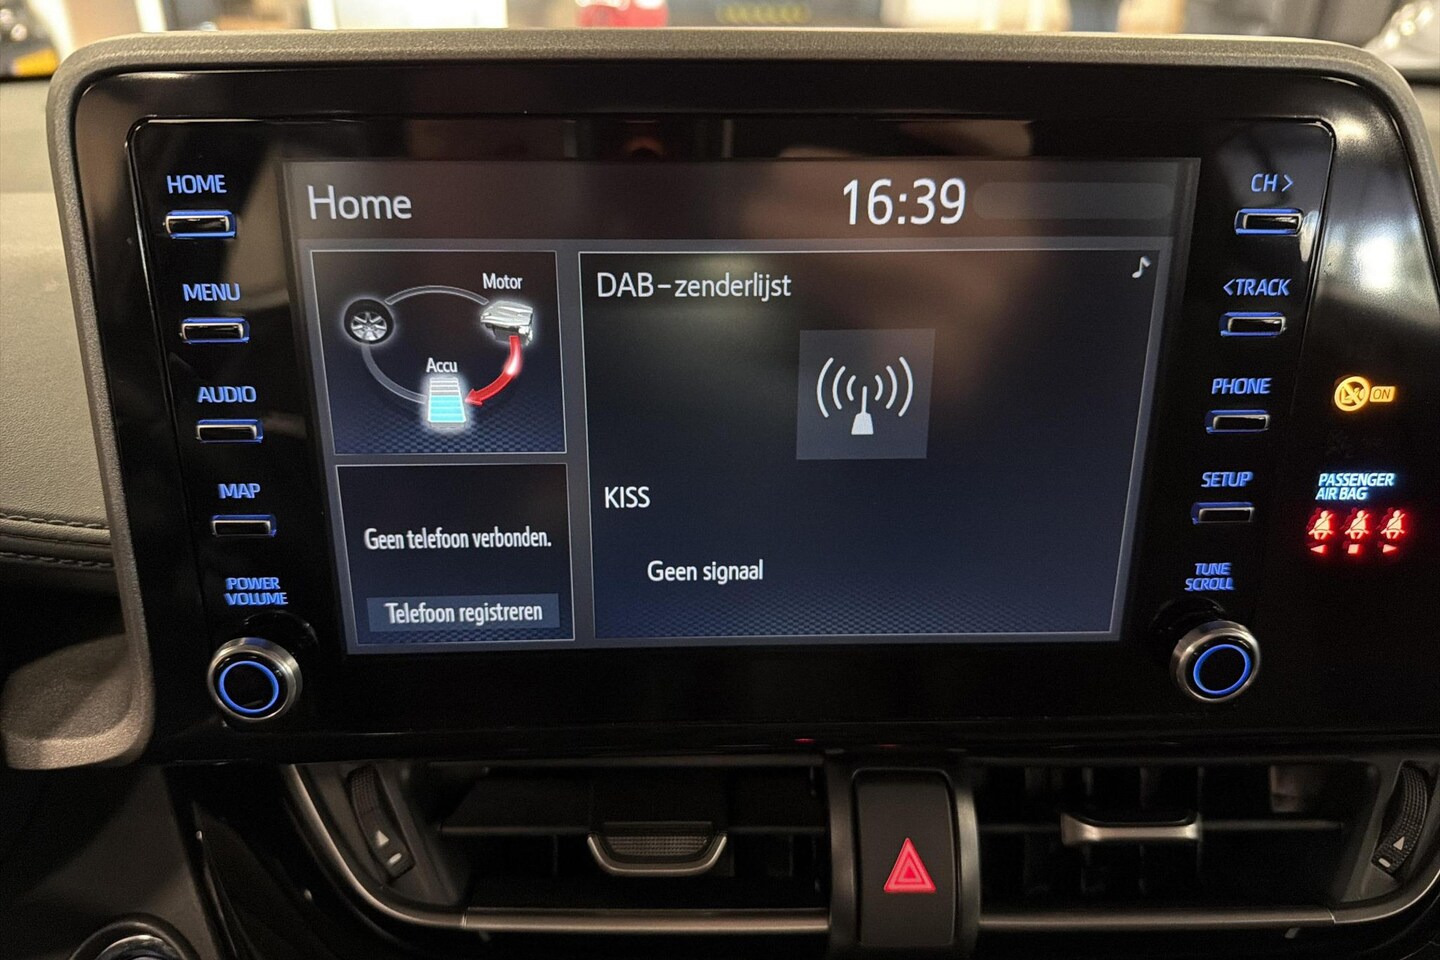 HOME
MENU
AUDIO
MAP
POWER
VOLUME
Home
16:39
Motor
Accu
Geen telefoon verbonden.
Telefoon registreren
DAB-zenderlijst
KISS
Geen signaal
CH>
<TRACK
PHONE
SETUP
TUNE
SCROLL
ON
PASSENGER
AIR BAG